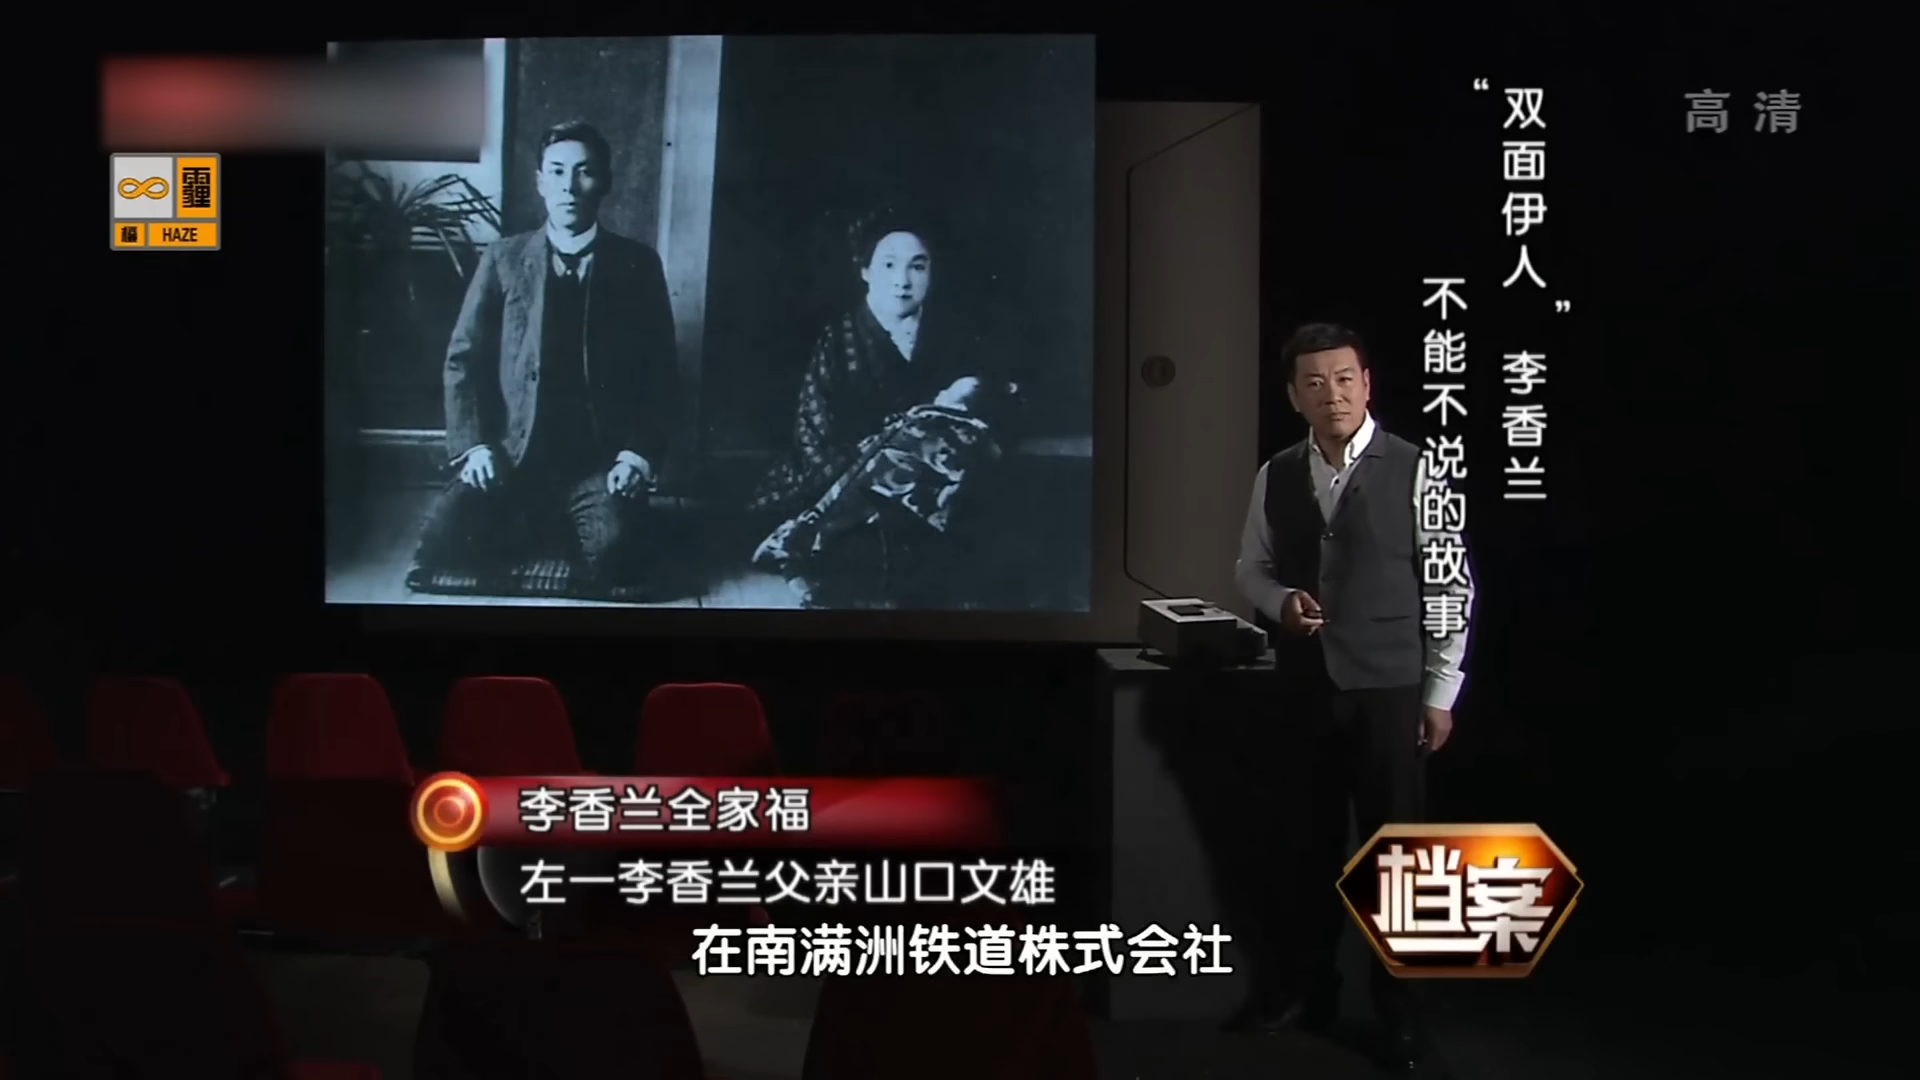 高清
“双面伊人”李香兰
不能不说的故事
霾
橙
HAZE
李香兰全家福
左一李香兰父亲山口文雄
在南满洲铁道株式会社
档案